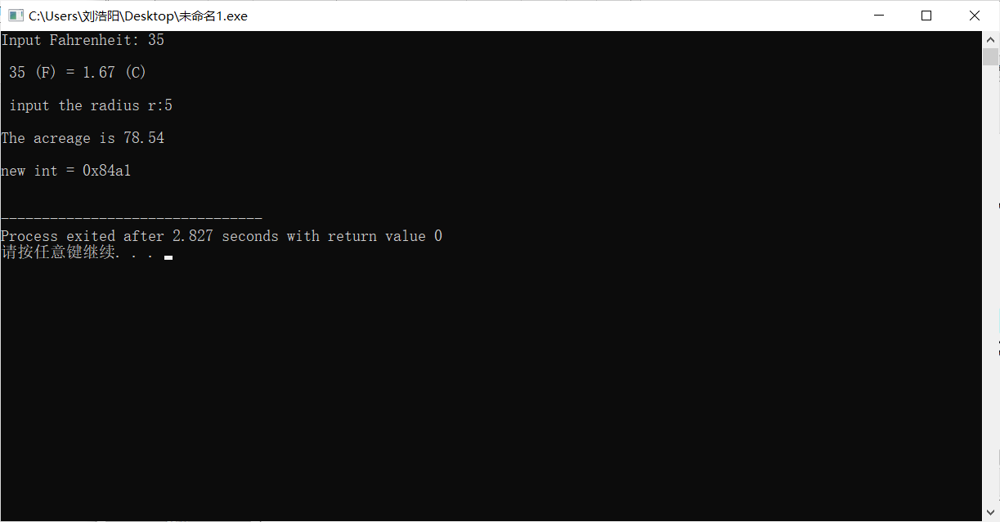 C:\Users\刘浩阳\Desktop\未命名1.exe
Input Fahrenheit: 35
35 (F) = 1.67 (C)
input the radius r:5
The acreage is 78.54
new int = 0x84a1
--------------------------------
Process exited after 2.827 seconds with return value 0
请按任意键继续. . .